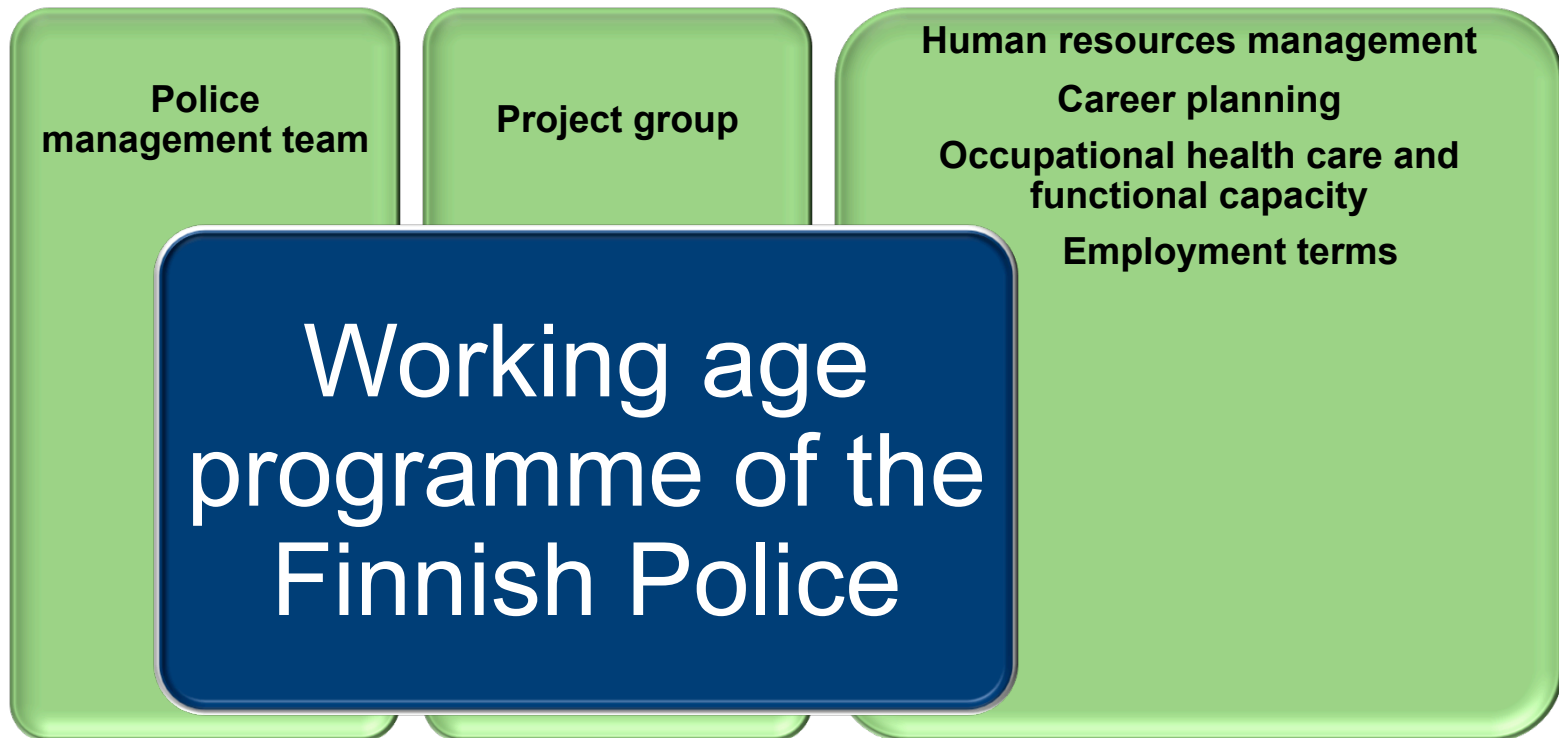 Police
management team
Project group
Human resources management
Career planning
Occupational health care and
functional capacity
Employment terms
Working age
programme of the
Finnish Police